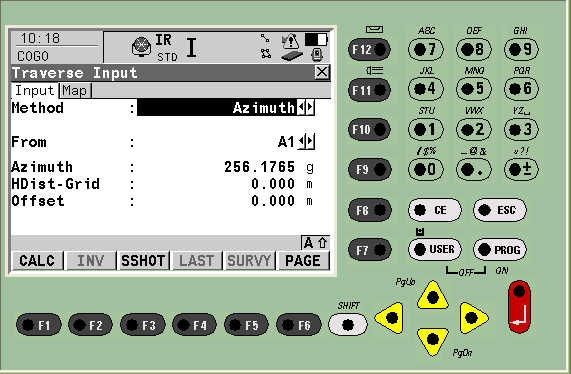 10:18
IR
STD
I
COGO
Traverse Input
Input Map
Method : Azimuth
From : A1
Azimuth : 256.1765 g
HDist-Grid : 0.000 m
Offset : 0.000 m
A
CALC INV SSHOT LAST SURVY PAGE
F1 F2 F3 F4 F5 F6 SHIFT
ABC DEF GHI
F12 7 8 9
JKL MNO PQR
F11 4 5 6
STU VWX YZ
F10 1 2 3
/$% _@& *?!
F9 0 . ±
F8 CE ESC
F7 USER PROG
OFF ON
PgUp
PgDn